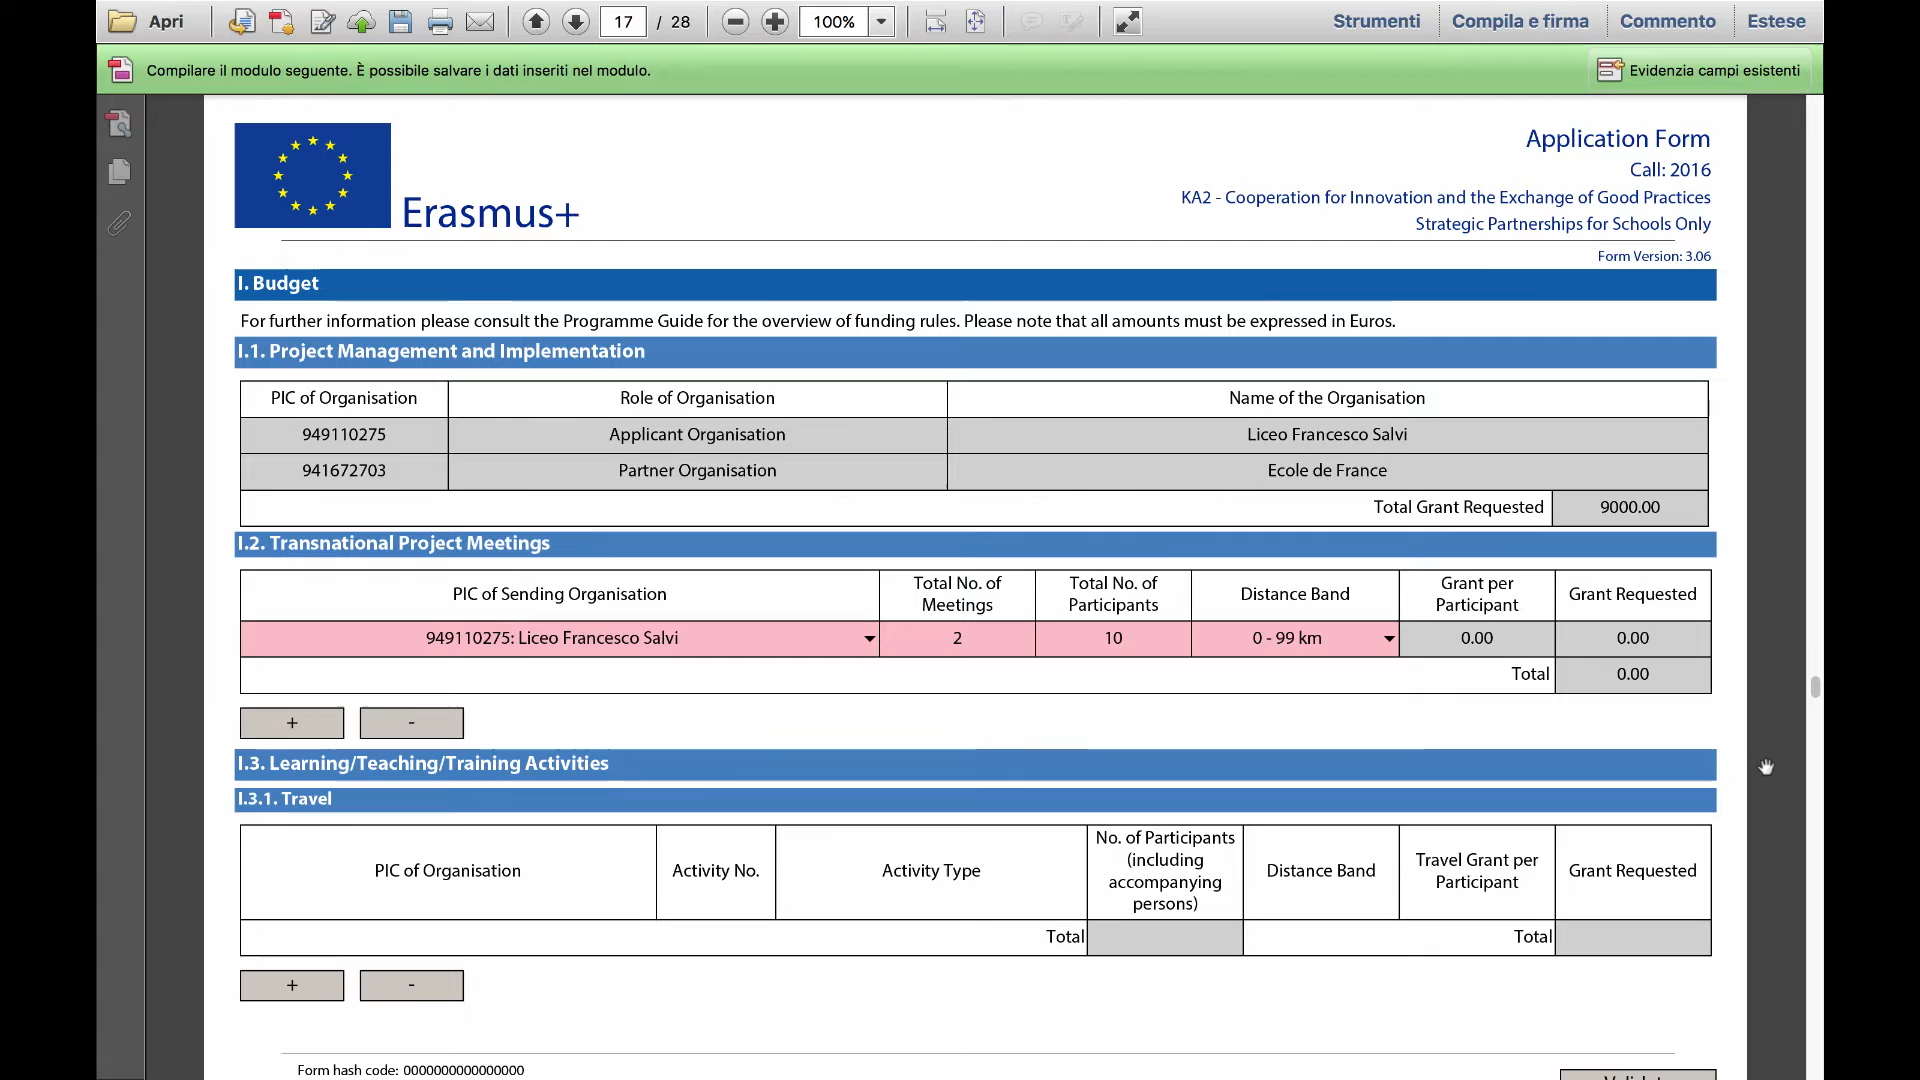 Apri
17 / 28
100%
Strumenti
Compila e firma
Commento
Estese
Compilare il modulo seguente. È possibile salvare i dati inseriti nel modulo.
Evidenzia campi esistenti
Erasmus+
Application Form
Call: 2016
KA2 - Cooperation for Innovation and the Exchange of Good Practices
Strategic Partnerships for Schools Only
Form Version: 3.06
I. Budget
For further information please consult the Programme Guide for the overview of funding rules. Please note that all amounts must be expressed in Euros.
I.1. Project Management and Implementation
PIC of Organisation Role of Organisation Name of the Organisation
949110275 Applicant Organisation Liceo Francesco Salvi
941672703 Partner Organisation Ecole de France
Total Grant Requested 9000.00
I.2. Transnational Project Meetings
PIC of Sending Organisation
Total No. of
Meetings
Total No. of
Participants
Distance Band
Grant per
Participant
Grant Requested
949110275: Liceo Francesco Salvi 2 10 0 - 99 km 0.00 0.00
Total 0.00
+ -
I.3. Learning/Teaching/Training Activities
I.3.1. Travel
PIC of Organisation
Activity No.
Activity Type
No. of Participants
(including
accompanying
persons)
Distance Band
Travel Grant per
Participant
Grant Requested
Total Total
+ -
Form hash code: 0000000000000000